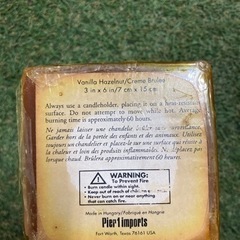 Vanilla Hazelnut/Creme Brulee
3 in x 6 in/7 cm x 15 cm
Always use a candleholder, placing it on a heat-resistant
surface. Do not attempt to move while hot. Average
burning time is approximately 60 hours.
Ne jamais laisser une chandelle brûler sans surveillance.
Garder hors de la portée des enfants et des animaux. Utilisez
toujours un chandelier et placez-le sur une surface qui résiste à
la chaleur et loin des produits inflammables. Ne pas
chaud. Brûlera approximativement 60 heures.
WARNING:
To Prevent Fire
• Burn candle within sight.
• Keep out of reach of children
• Never burn on or near anything
that can catch fire.
Made in Hungary/Fabriqué en Hongrie
Pier 1 imports
Fort Worth, Texas 76161 USA